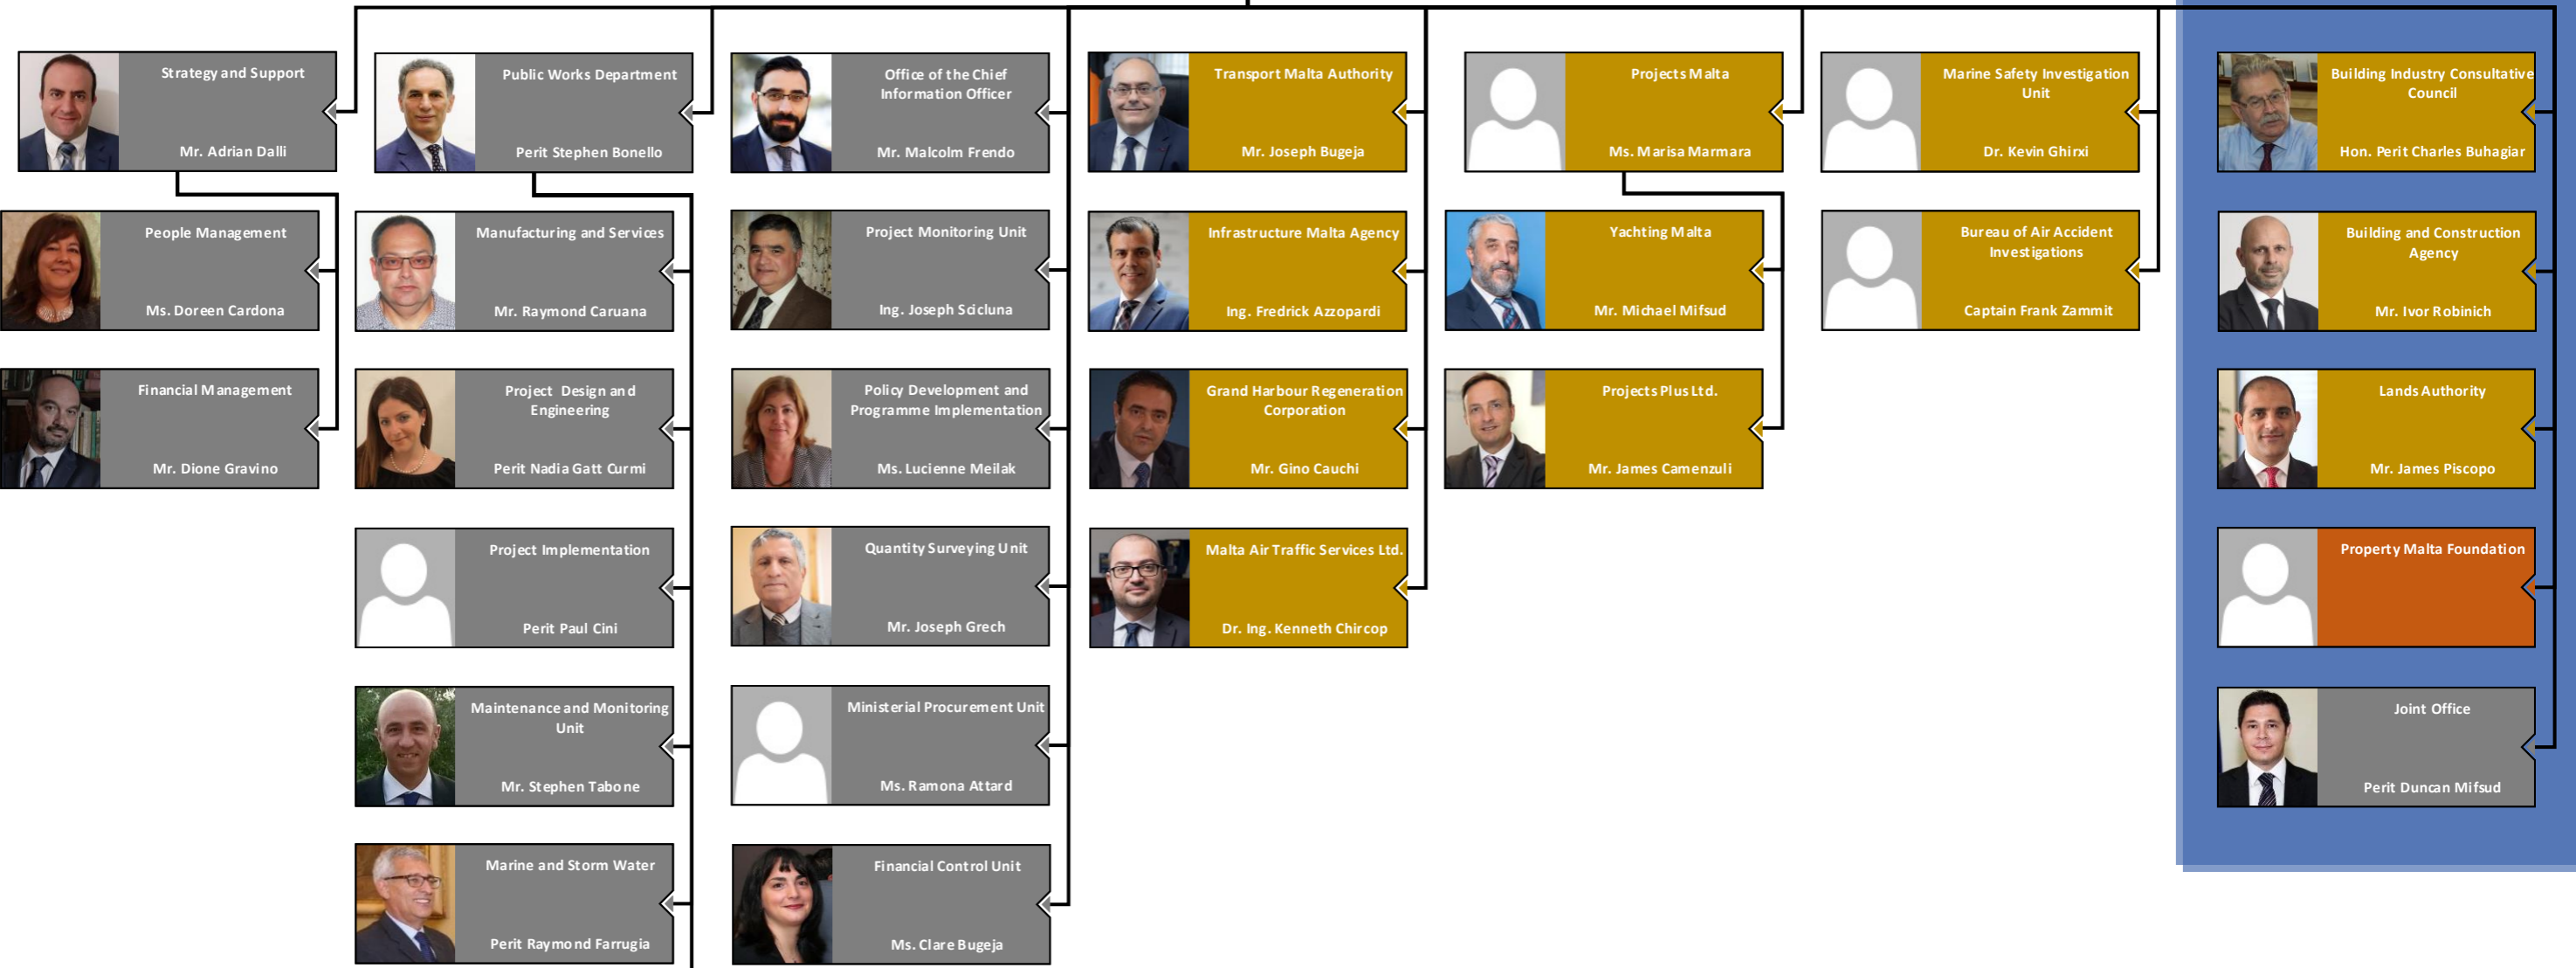 Strategy and Support
Mr. Adrian Dalli
People Management
Ms. Doreen Cardona
Financial Management
Mr. Dione Gravino
Public Works Department
Perit Stephen Bonello
Manufacturing and Services
Mr. Raymond Caruana
Project Design and
Engineering
Perit Nadia Gatt Curmi
Project Implementation
Perit Paul Cini
Maintenance and Monitoring
Unit
Mr. Stephen Tabone
Marine and Storm Water
Perit Raymond Farrugia
Office of the Chief
Information Officer
Mr. Malcolm Frendo
Project Monitoring Unit
Ing. Joseph Scicluna
Policy Development and
Programme Implementation
Ms. Lucienne Meilak
Quantity Surveying Unit
Mr. Joseph Grech
Ministerial Procurement Unit
Ms. Ramona Attard
Financial Control Unit
Ms. Clare Bugeja
Transport Malta Authority
Mr. Joseph Bugeja
Infrastructure Malta Agency
Ing. Fredrick Azzopardi
Grand Harbour Regeneration
Corporation
Mr. Gino Cauchi
Malta Air Traffic Services Ltd.
Dr. Ing. Kenneth Chircop
Projects Malta
Ms. Marisa Marmara
Yachting Malta
Mr. Michael Mifsud
Projects Plus Ltd.
Mr. James Camenzuli
Marine Safety Investigation
Unit
Dr. Kevin Ghirxi
Bureau of Air Accident
Investigations
Captain Frank Zammit
Building Industry Consultative
Council
Hon. Perit Charles Buhagiar
Building and Construction
Agency
Mr. Ivor Robinich
Lands Authority
Mr. James Piscopo
Property Malta Foundation
Joint Office
Perit Duncan Mifsud